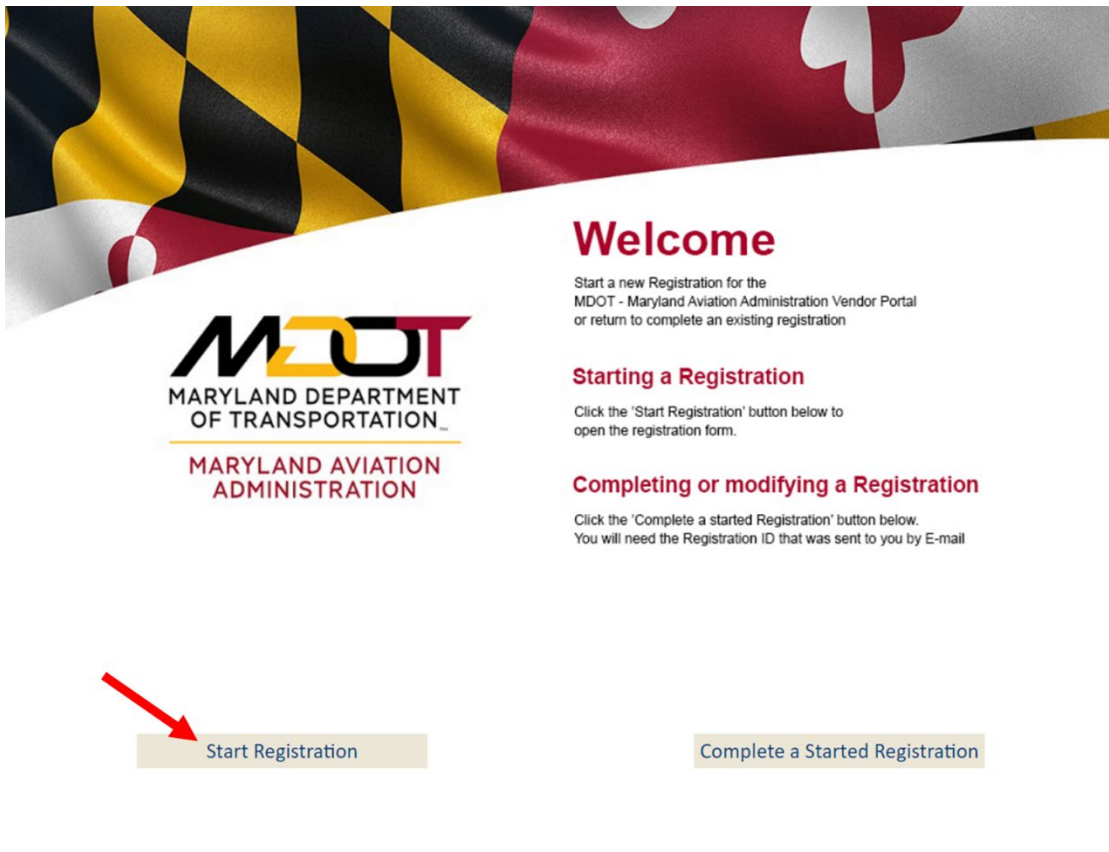 MDOT
MARYLAND DEPARTMENT
OF TRANSPORTATION™
MARYLAND AVIATION
ADMINISTRATION
Welcome
Start a new Registration for the
MDOT - Maryland Aviation Administration Vendor Portal
or return to complete an existing registration
Starting a Registration
Click the 'Start Registration' button below to
open the registration form.
Completing or modifying a Registration
Click the 'Complete a started Registration' button below.
You will need the Registration ID that was sent to you by E-mail
Start Registration
Complete a Started Registration